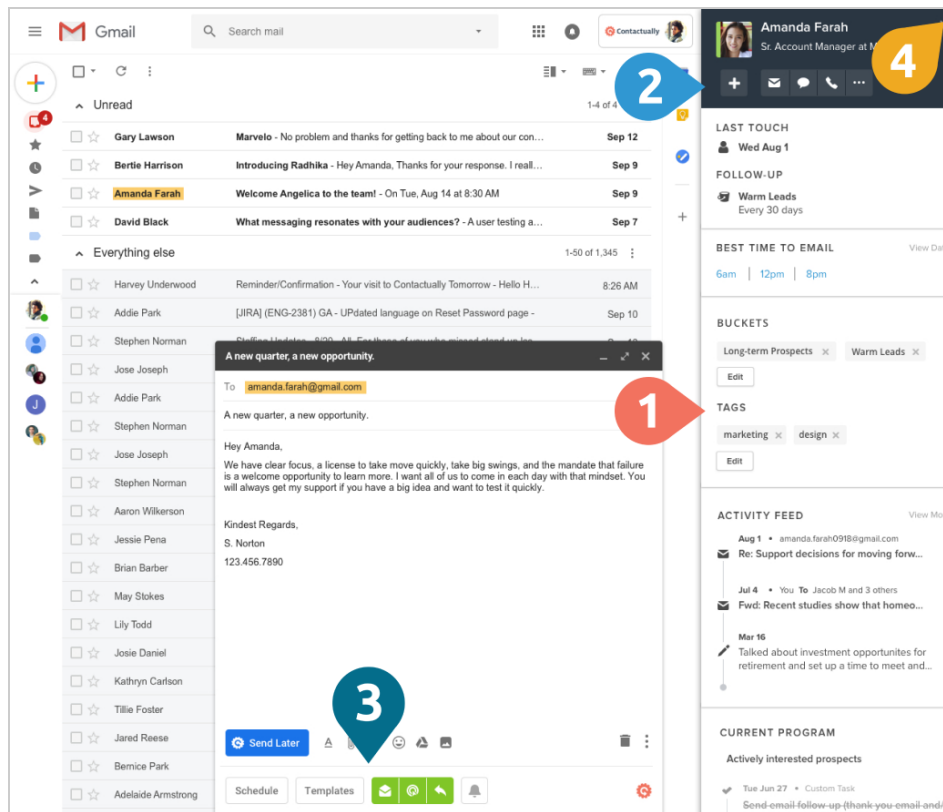 Gmail
Search mail
Contactually
Amanda Farah
Sr. Account Manager at
4
2
4
Unread
1-4 of 4
Gary Lawson Marvelo - No problem and thanks for getting back to me about our con... Sep 12
Bertie Harrison Introducing Radhika - Hey Amanda, Thanks for your response. I reall... Sep 9
Amanda Farah Welcome Angelica to the team! - On Tue, Aug 14 at 8:30 AM Sep 9
David Black What messaging resonates with your audiences? - A user testing a... Sep 7
Everything else
1-50 of 1,345
Harvey Underwood Reminder/Confirmation - Your visit to Contactually Tomorrow - Hello H... 8:26 AM
Addie Park [JIRA] (ENG-2381) GA - UPdated language on Reset Password page - Sep 10
Stephen Norman
Jose Joseph
Addie Park
Stephen Norman
Jose Joseph
Stephen Norman
Aaron Wilkerson
Jessie Pena
Brian Barber
May Stokes
Lily Todd
Josie Daniel
Kathryn Carlson
Tillie Foster
Jared Reese
Bernice Park
Adelaide Armstrong
J
A new quarter, a new opportunity.
To amanda.farah@gmail.com
A new quarter, a new opportunity.
Hey Amanda,
We have clear focus, a license to take move quickly, take big swings, and the mandate that failure
is a welcome opportunity to learn more. I want all of us to come in each day with that mindset. You
will always get my support if you have a big idea and want to test it quickly.
Kindest Regards,
S. Norton
123.456.7890
3
Send Later
Schedule
Templates
LAST TOUCH
Wed Aug 1
FOLLOW-UP
Warm Leads
Every 30 days
BEST TIME TO EMAIL
View
6am | 12pm | 8pm
BUCKETS
Long-term Prospects Warm Leads
Edit
1
TAGS
marketing design
Edit
ACTIVITY FEED
View
Aug 1 • amanda.farah0918@gmail.com
Re: Support decisions for moving forw...
Jul 4 • You To Jacob M and 3 others
Fwd: Recent studies show that homeo...
Mar 16
Talked about investment opportunites for
retirement and set up a time to meet and...
CURRENT PROGRAM
Actively interested prospects
Tue Jun 27 • Custom Task
Send email follow-up (thank you email and/